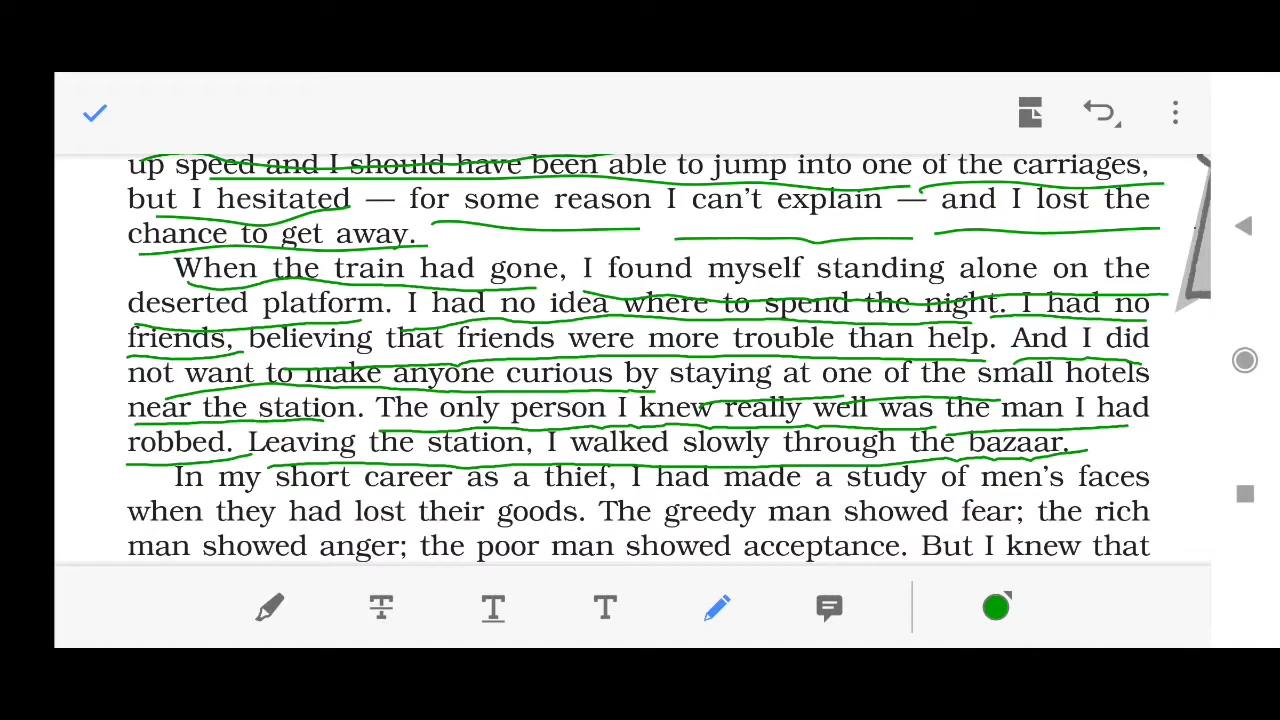 up speed and I should have been able to jump into one of the carriages,
but I hesitated — for some reason I can't explain — and I lost the
chance to get away.
When the train had gone, I found myself standing alone on the
deserted platform. I had no idea where to spend the night. I had no
friends, believing that friends were more trouble than help. And I did
not want to make anyone curious by staying at one of the small hotels
near the station. The only person I knew really well was the man I had
robbed. Leaving the station, I walked slowly through the bazaar.
In my short career as a thief, I had made a study of men's faces
when they had lost their goods. The greedy man showed fear; the rich
man showed anger; the poor man showed acceptance. But I knew that
T T T